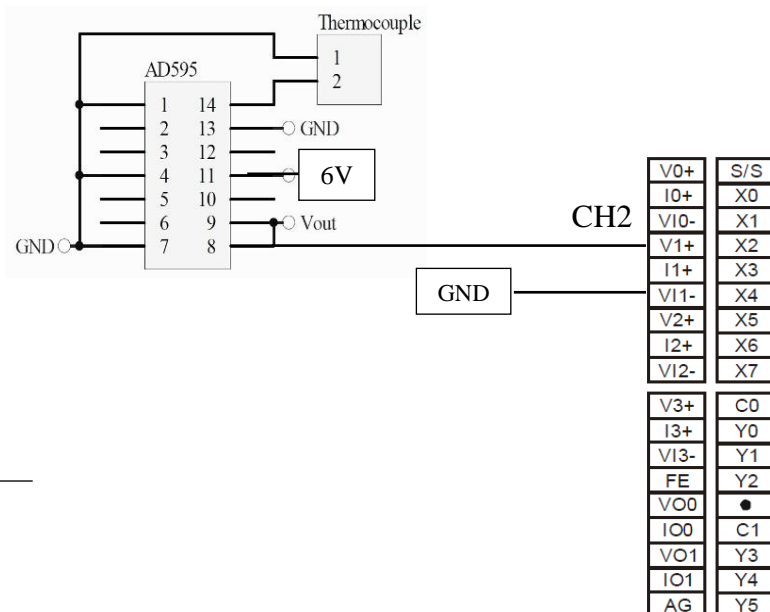 Thermocouple
1
2
AD595
1 14
2 13 GND
3 12
4 11 6V
5 10
6 9 Vout
GND 7 8
CH2
GND
V0+ S/S
I0+ X0
VI0- X1
V1+ X2
I1+ X3
VI1- X4
V2+ X5
I2+ X6
VI2- X7
V3+ C0
I3+ Y0
VI3- Y1
FE Y2
VO0 ●
IO0 C1
VO1 Y3
IO1 Y4
AG Y5